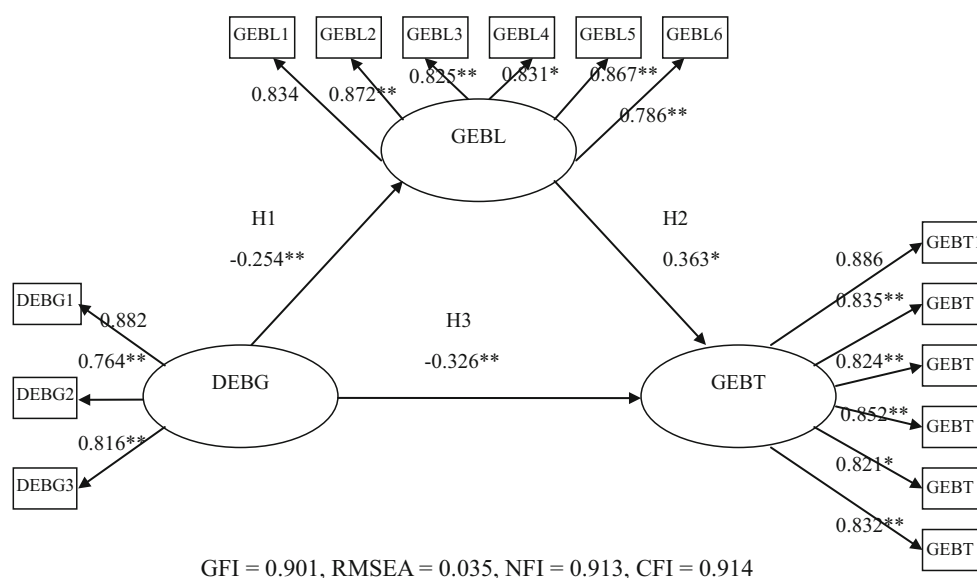 GEBL1 GEBL2 GEBL3 GEBL4 GEBL5 GEBL6
0.834 0.872** 0.825** 0.831* 0.867** 0.786**
GEBL
H1
-0.254**
H2
0.363*
H3
-0.326**
DEBG1
0.882
DEBG2
0.764**
DEBG3
0.816**
DEBG
GEBT
0.886
GEBT1
0.835**
GEBT
0.824**
GEBT
0.852**
GEBT
0.821*
GEBT
0.832**
GEBT
GFI = 0.901, RMSEA = 0.035, NFI = 0.913, CFI = 0.914